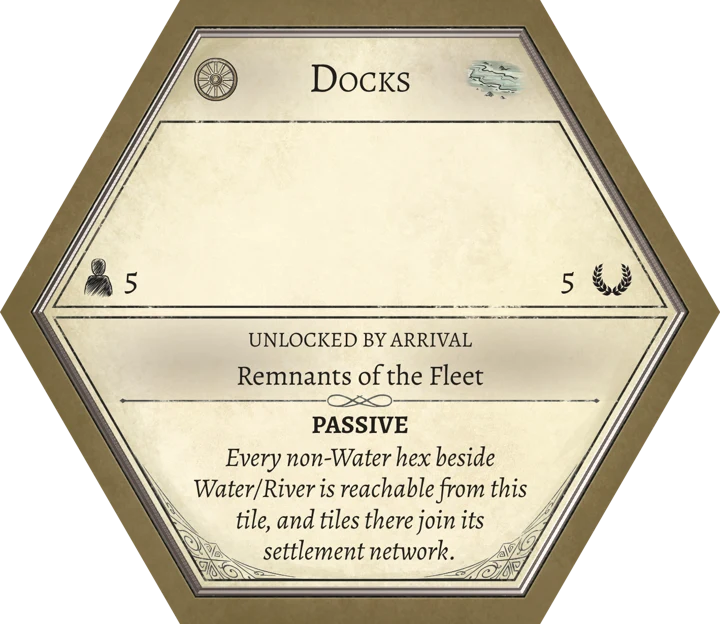 Docks
5
5
UNLOCKED BY ARRIVAL
Remnants of the Fleet
PASSIVE
Every non-Water hex beside
Water/River is reachable from this
tile, and tiles there join its
settlement network.